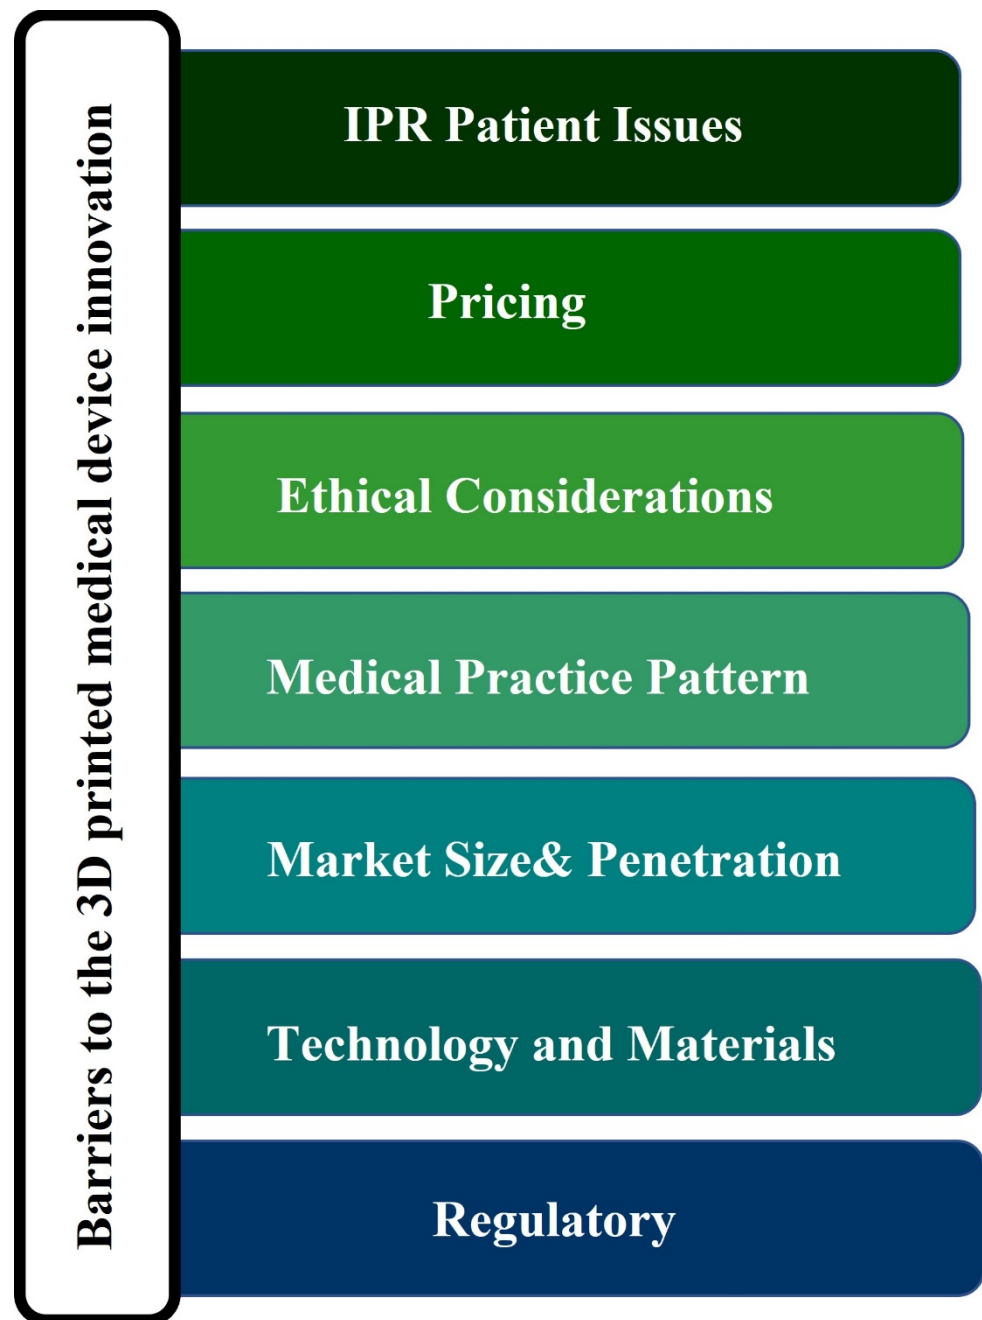 Barriers to the 3D printed medical device innovation
IPR Patient Issues
Pricing
Ethical Considerations
Medical Practice Pattern
Market Size& Penetration
Technology and Materials
Regulatory